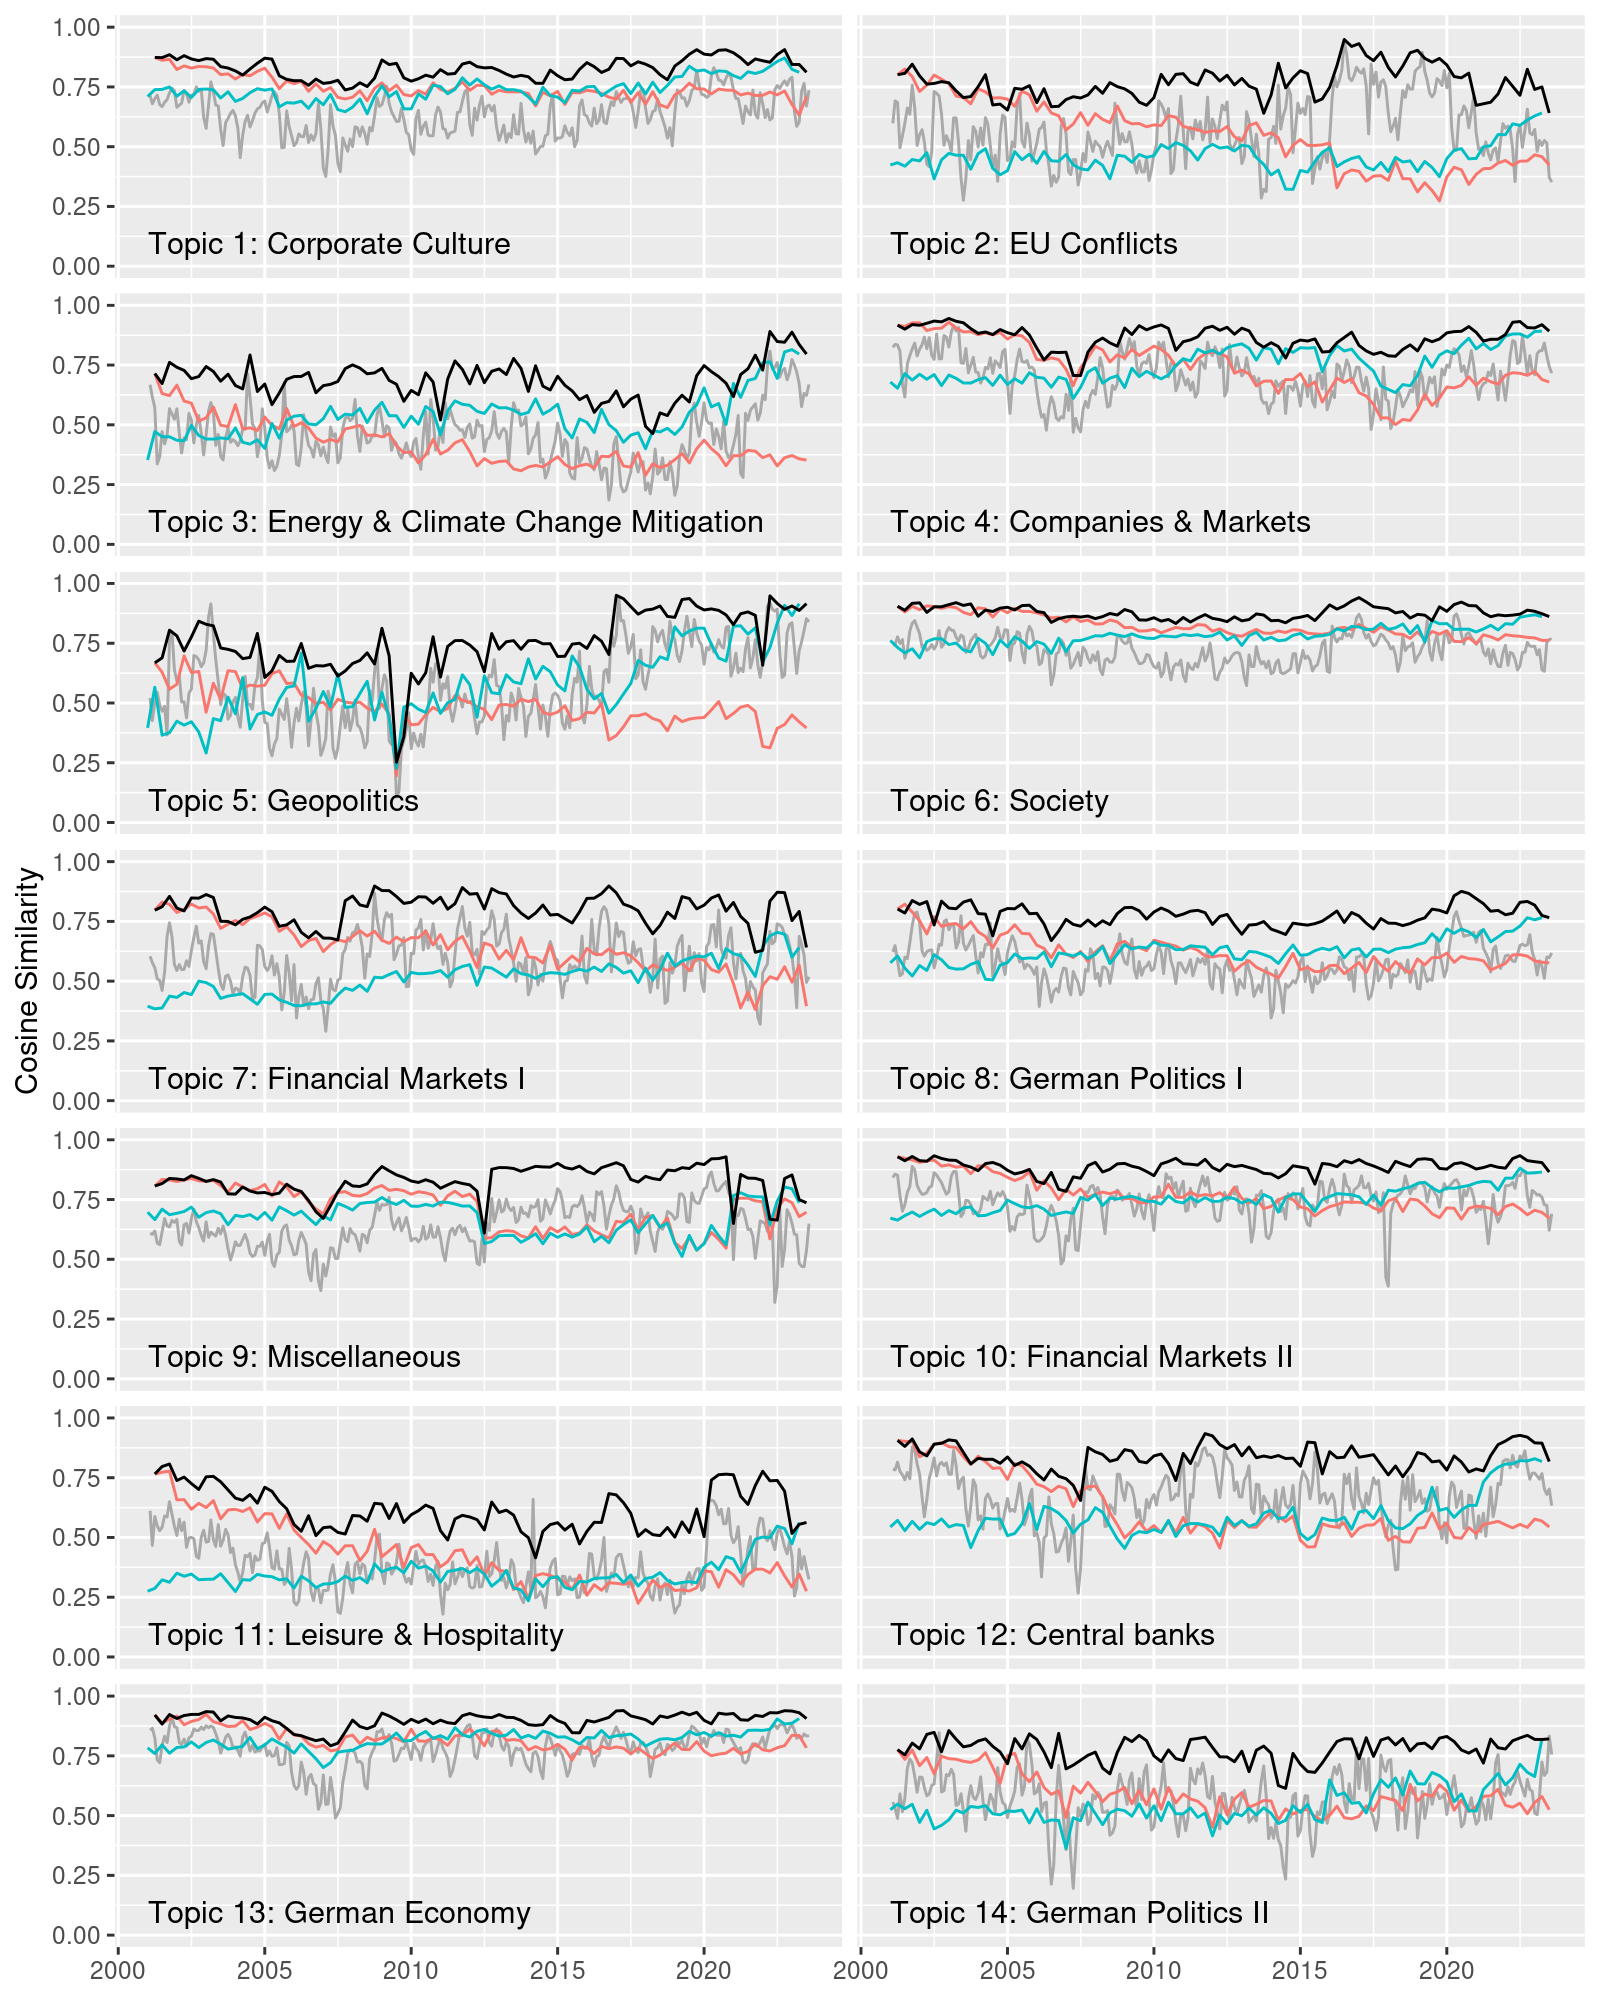 1.00
0.75
0.50
0.25
0.00
Topic 1: Corporate Culture
Topic 2: EU Conflicts
1.00
0.75
0.50
0.25
0.00
Topic 3: Energy & Climate Change Mitigation
Topic 4: Companies & Markets
1.00
0.75
0.50
0.25
0.00
Topic 5: Geopolitics
Topic 6: Society
Cosine Similarity
1.00
0.75
0.50
0.25
0.00
Topic 7: Financial Markets I
Topic 8: German Politics I
1.00
0.75
0.50
0.25
0.00
Topic 9: Miscellaneous
Topic 10: Financial Markets II
1.00
0.75
0.50
0.25
0.00
Topic 11: Leisure & Hospitality
Topic 12: Central banks
1.00
0.75
0.50
0.25
0.00
Topic 13: German Economy
Topic 14: German Politics II
2000 2005 2010 2015 2020
2000 2005 2010 2015 2020